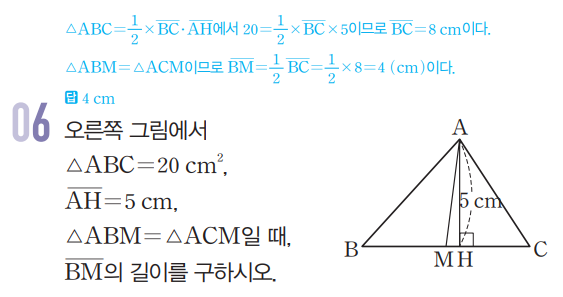 △ABC=1/2×BC·AH에서 20=1/2×BC×5이므로 BC=8 cm이다.
△ABM=△ACM이므로 BM=1/2 BC=1/2×8=4 (cm)이다.
답 4 cm
06
오른쪽 그림에서
△ABC=20 cm²,
AH=5 cm,
△ABM=△ACM일 때,
BM의 길이를 구하시오.
A
5 cm
B
M H
C